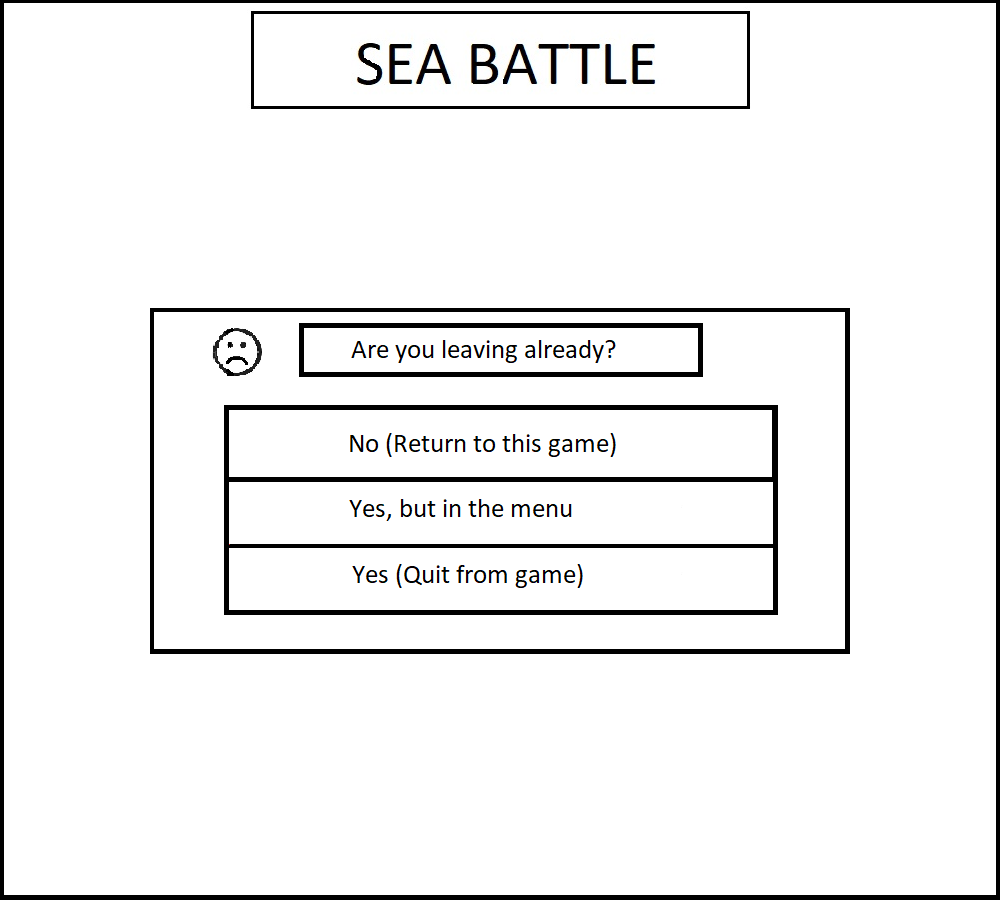 SEA BATTLE
Are you leaving already?
No (Return to this game)
Yes, but in the menu
Yes (Quit from game)